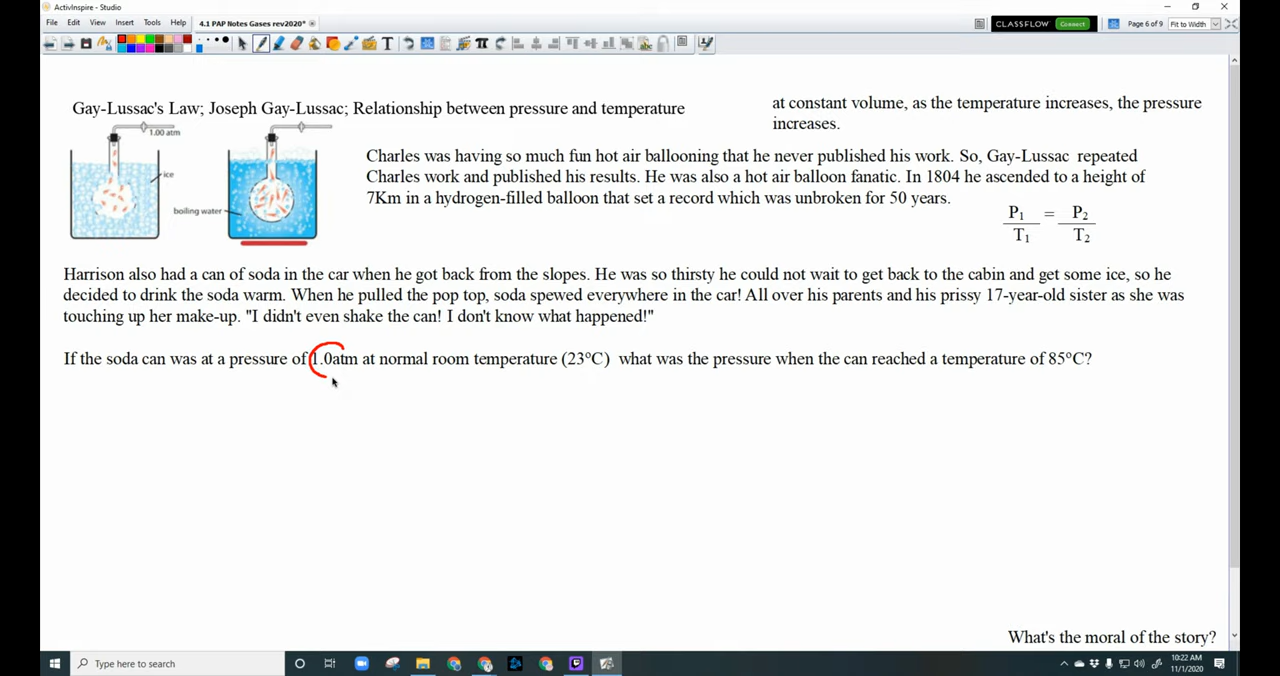 ActivInspire - Studio
File Edit View Insert Tools Help 4.1 PAP Notes Gases rev2020*
CLASSFLOW Connect Page 6 of 9 Fit to Width
Gay-Lussac's Law; Joseph Gay-Lussac; Relationship between pressure and temperature
at constant volume, as the temperature increases, the pressure
increases.
1.00 atm
ice
boiling water
Charles was having so much fun hot air ballooning that he never published his work. So, Gay-Lussac repeated
Charles work and published his results. He was also a hot air balloon fanatic. In 1804 he ascended to a height of
7Km in a hydrogen-filled balloon that set a record which was unbroken for 50 years.
P₁ = P₂
T₁ T₂
Harrison also had a can of soda in the car when he got back from the slopes. He was so thirsty he could not wait to get back to the cabin and get some ice, so he
decided to drink the soda warm. When he pulled the pop top, soda spewed everywhere in the car! All over his parents and his prissy 17-year-old sister as she was
touching up her make-up. "I didn't even shake the can! I don't know what happened!"
If the soda can was at a pressure of 1.0atm at normal room temperature (23°C) what was the pressure when the can reached a temperature of 85°C?
What's the moral of the story?
Type here to search
10:22 AM
11/1/2020